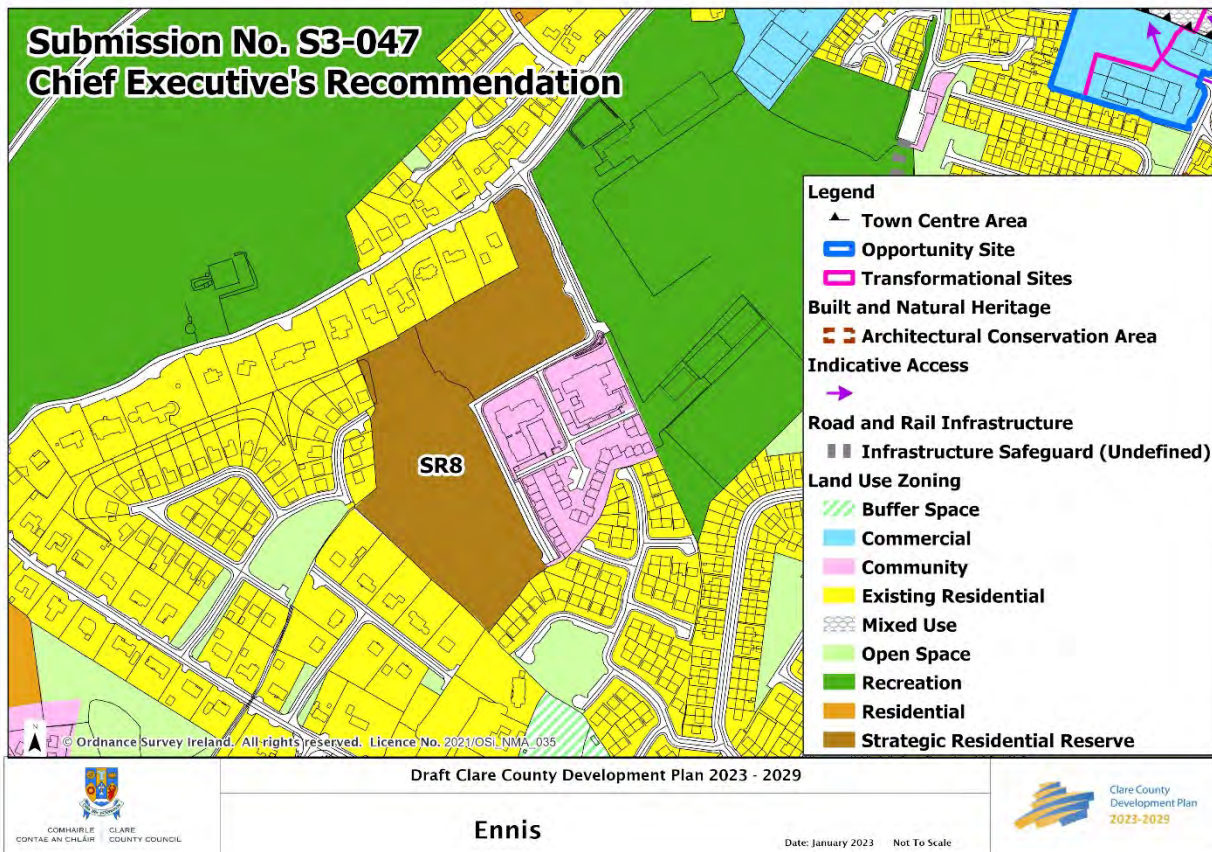 Submission No. S3-047
Chief Executive's Recommendation
SR8
Legend
Town Centre Area
Opportunity Site
Transformational Sites
Built and Natural Heritage
Architectural Conservation Area
Indicative Access
Road and Rail Infrastructure
Infrastructure Safeguard (Undefined)
Land Use Zoning
Buffer Space
Commercial
Community
Existing Residential
Mixed Use
Open Space
Recreation
Residential
Strategic Residential Reserve
© Ordnance Survey Ireland. All rights reserved. Licence No. 2021/OSi_NMA_035
COMHAIRLE CONTAE AN CHLÁIR
CLARE COUNTY COUNCIL
Draft Clare County Development Plan 2023 - 2029
Ennis
Date: January 2023 Not To Scale
Clare County
Development Plan
2023-2029